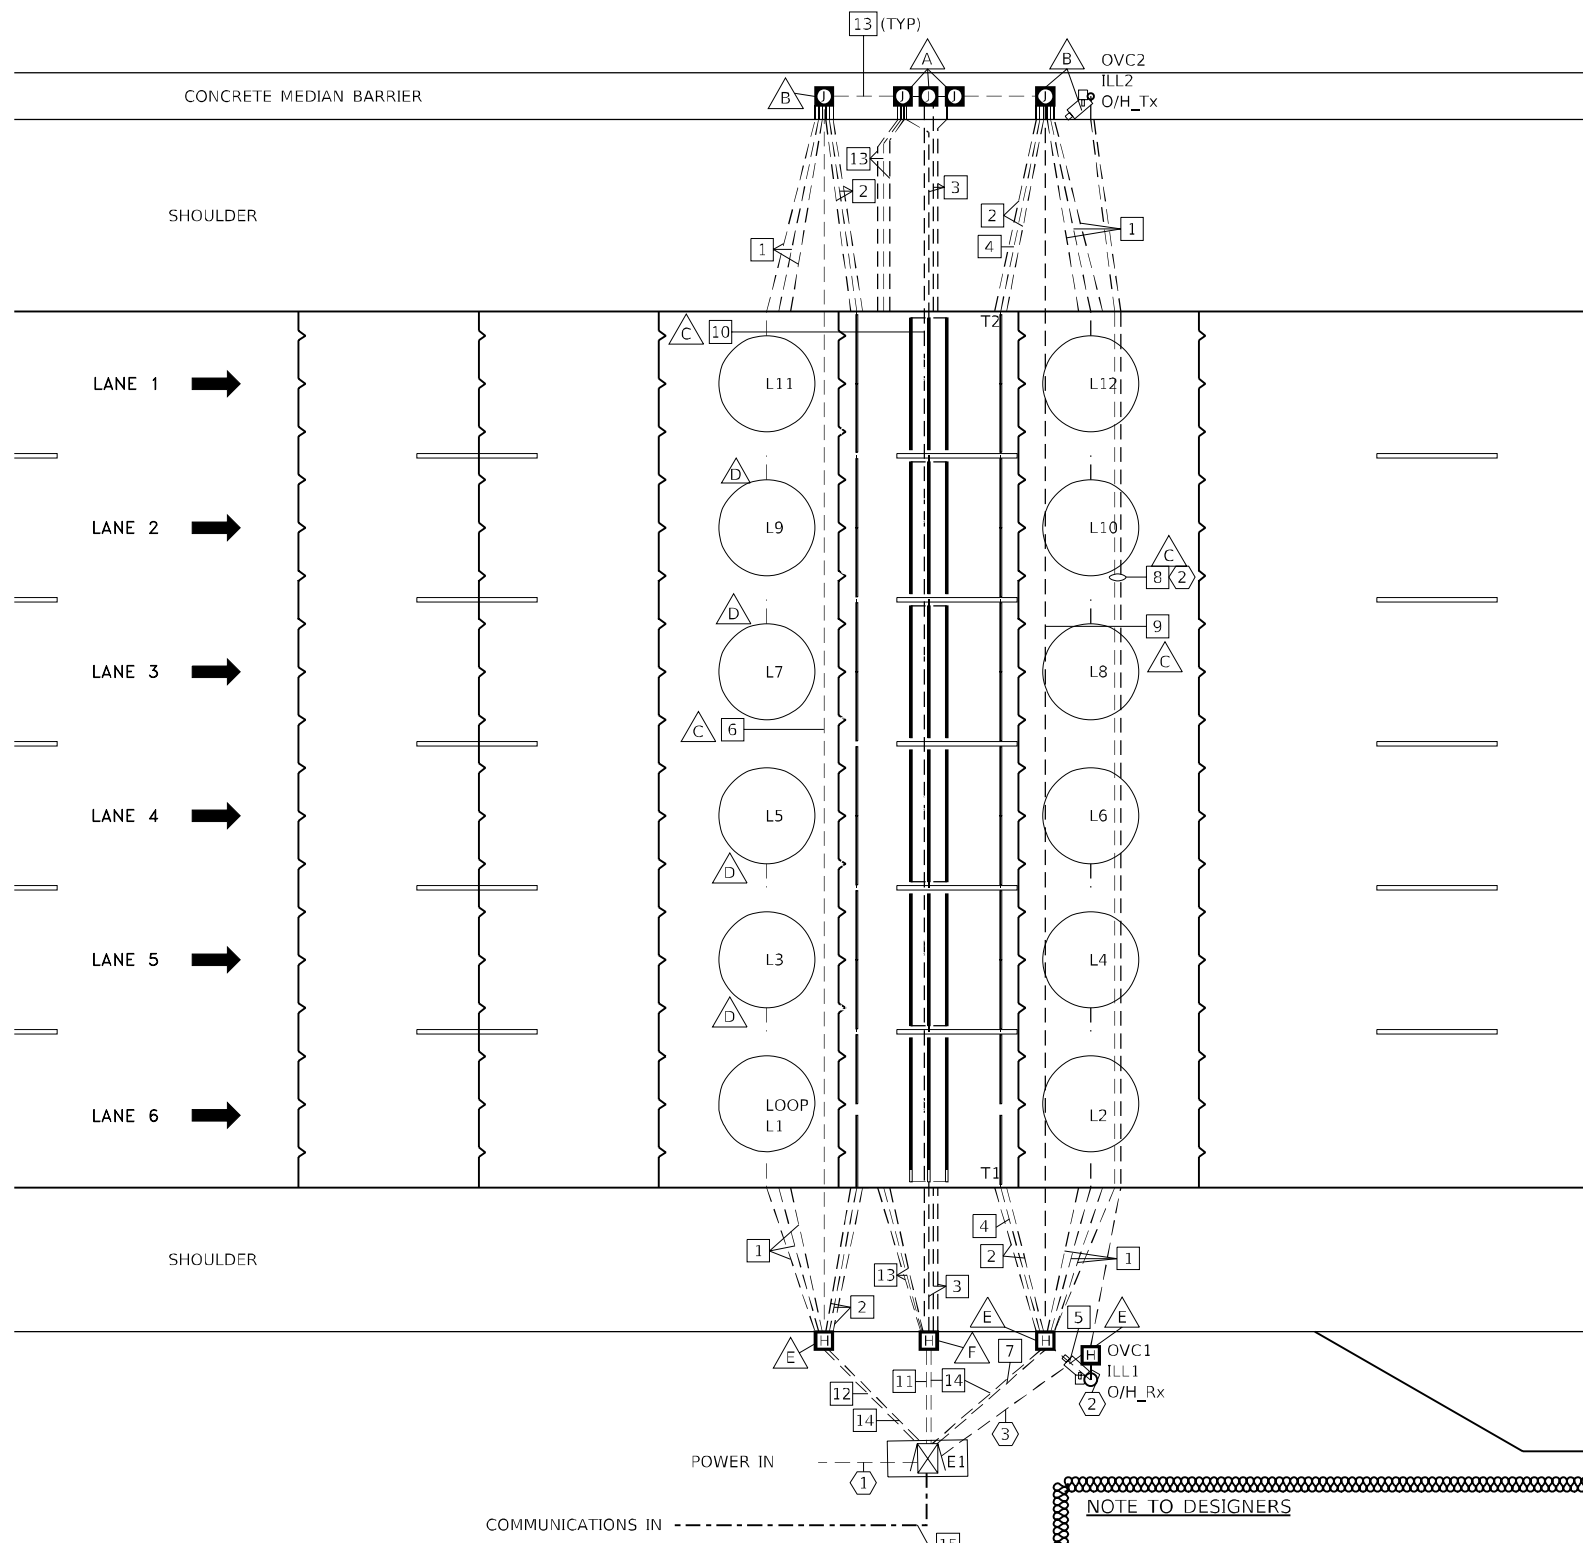 13 (TYP)
A
B
OVC2
ILL2
O/H_Tx
CONCRETE MEDIAN BARRIER
B
J
J
J
J
J
13
2
3
2
1
4
1
SHOULDER
T2
C
10
LANE 1
L11
L12
D
LANE 2
L9
L10
C
8
2
D
9
LANE 3
L7
L8
C
C
6
LANE 4
L5
L6
D
LANE 5
L3
L4
D
LANE 6
LOOP
L1
L2
T1
SHOULDER
4
1
2
1
13
3
2
E
5
E
H
H
H
E
F
7
H
OVC1
ILL1
O/H_Rx
12
11
14
2
14
3
POWER IN
E1
1
NOTE TO DESIGNERS
COMMUNICATIONS IN
15